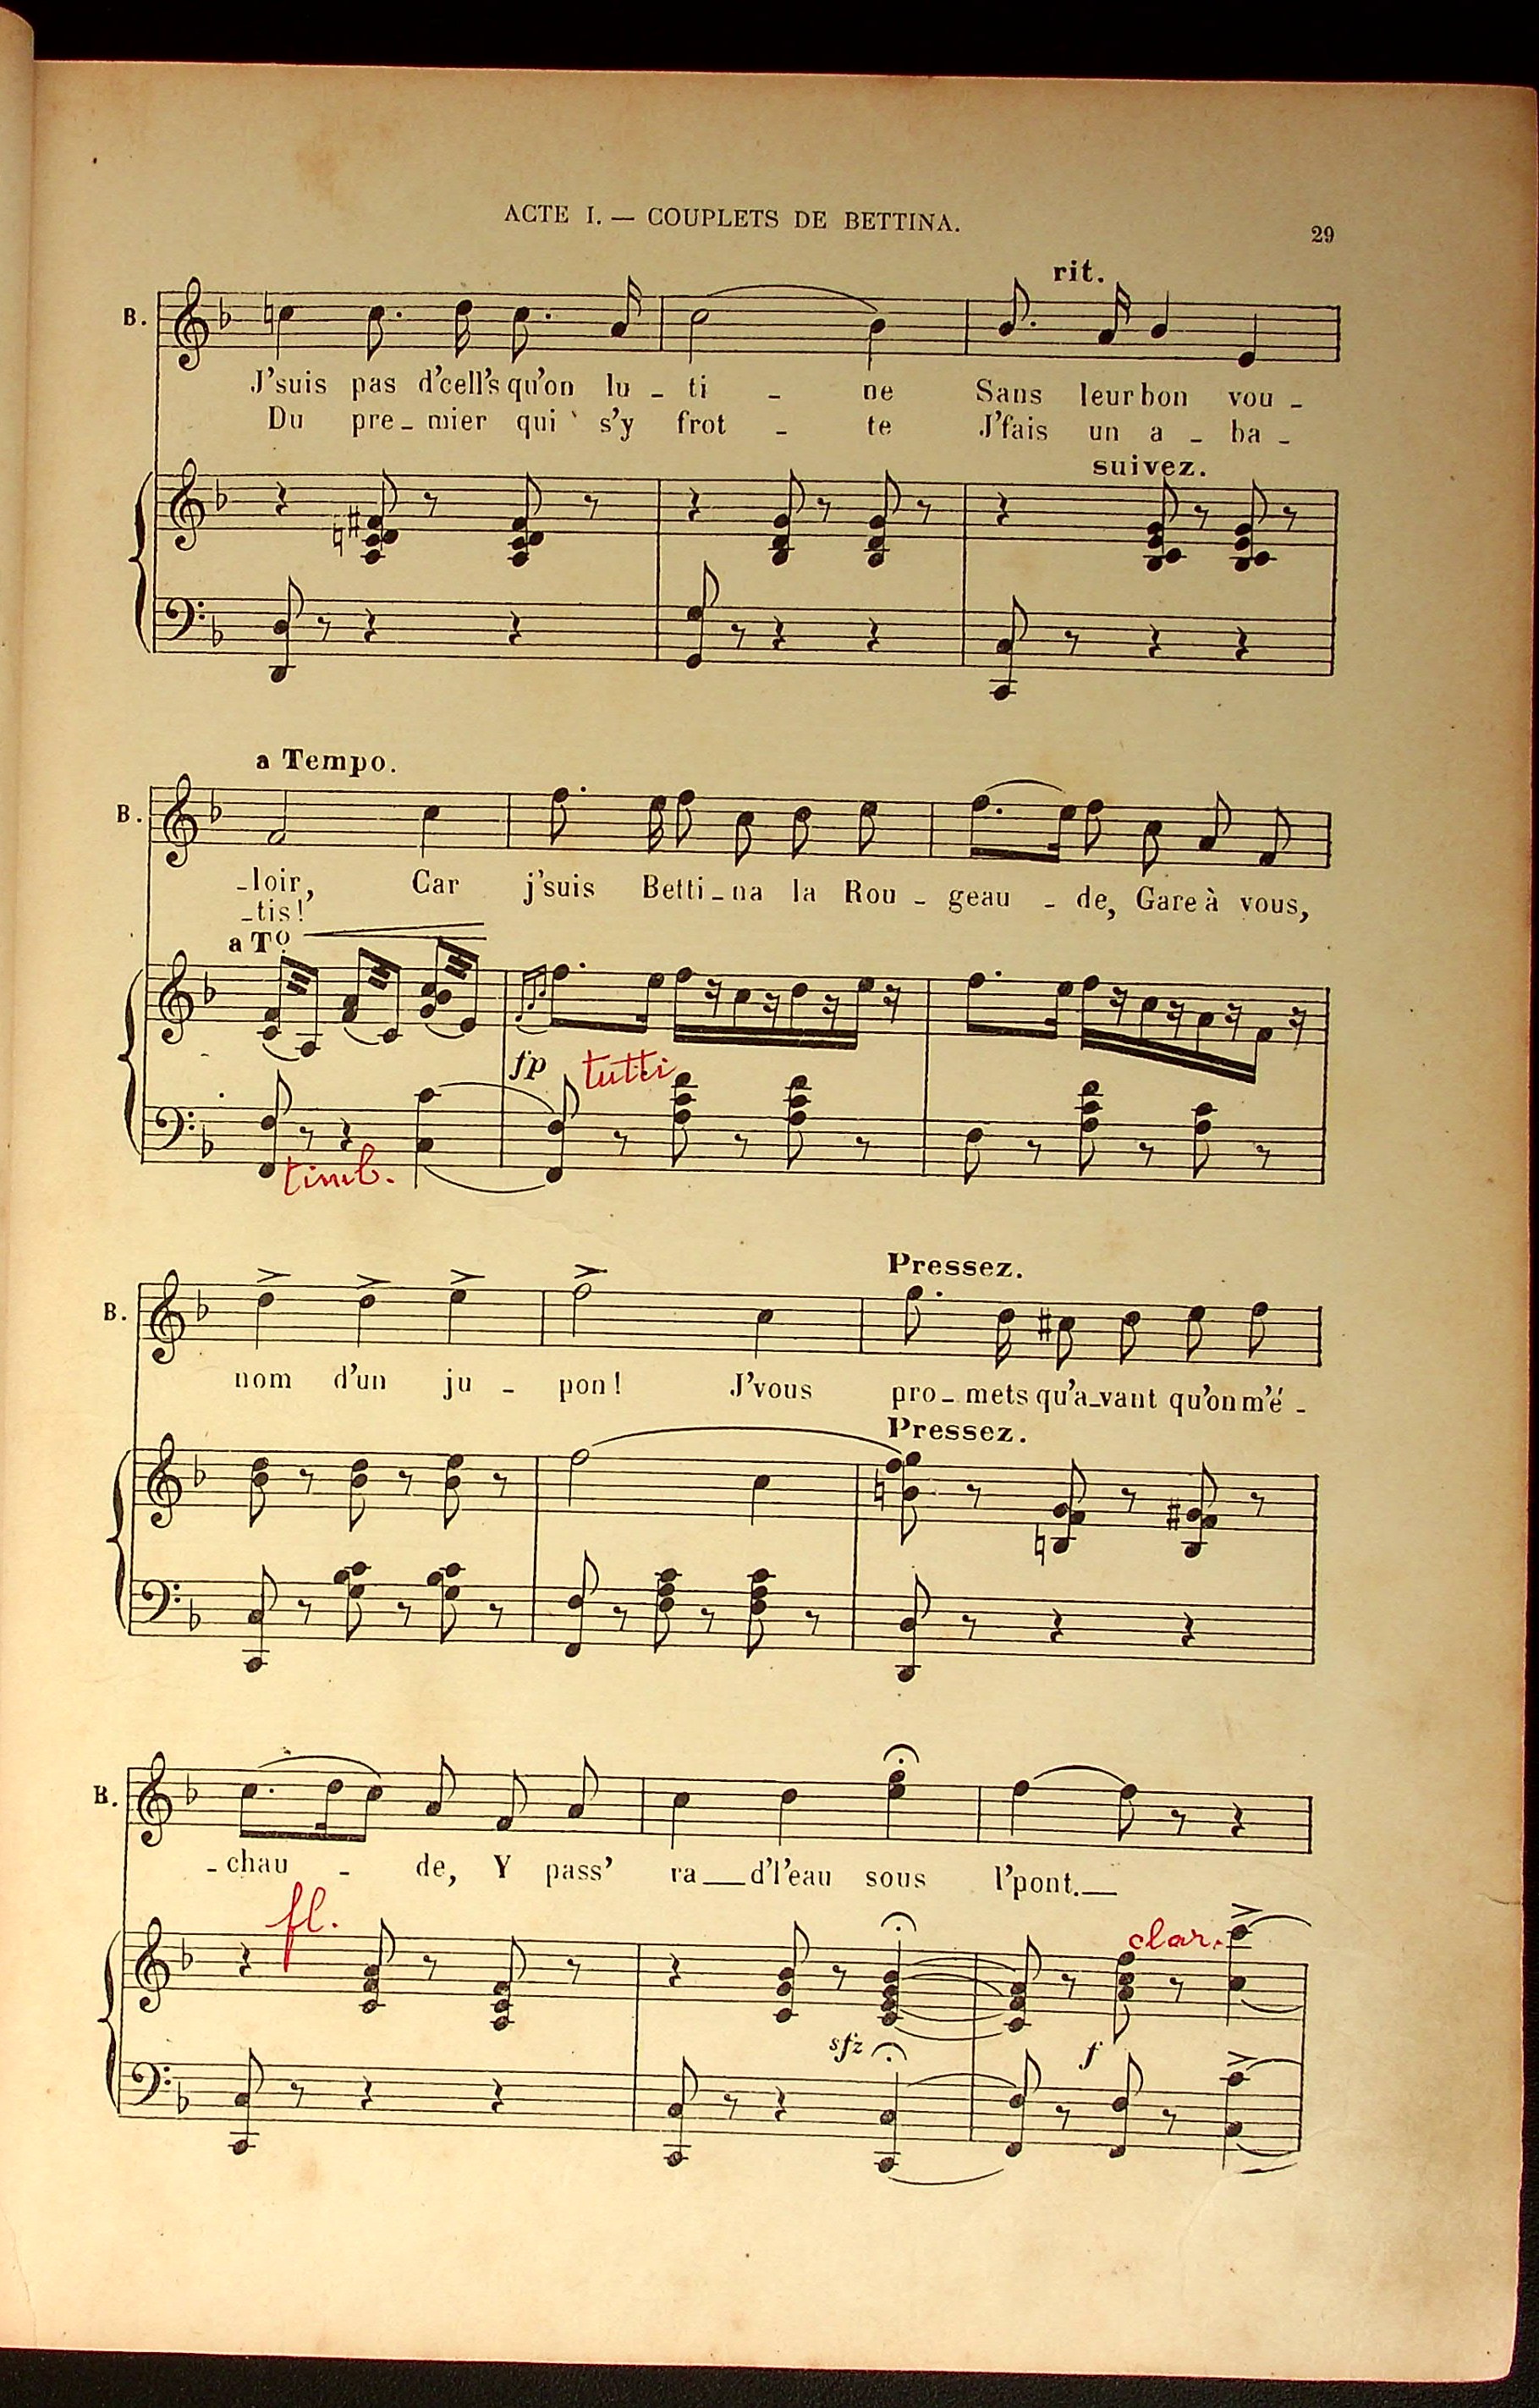 ACTE I. — COUPLETS DE BETTINA.
29
rit.
B.
J'suis pas d'cell's qu'on lu - ti - ne Sans leur bon vou -
Du pre - mier qui s'y frot - te J'fais un a - ba -
suivez.
a Tempo.
B.
- loir, Car j'suis Betti - na la Rou - geau - de, Gare à vous,
- tis!
a Tº
fp tutti
timb.
Pressez.
B.
nom d'un ju - pon! J'vous pro - mets qu'a - vant qu'on m'é -
Pressez.
B.
- chau - de, Y pass' ra — d'l'eau sous l'pont. —
fl.
clar.
sfz f